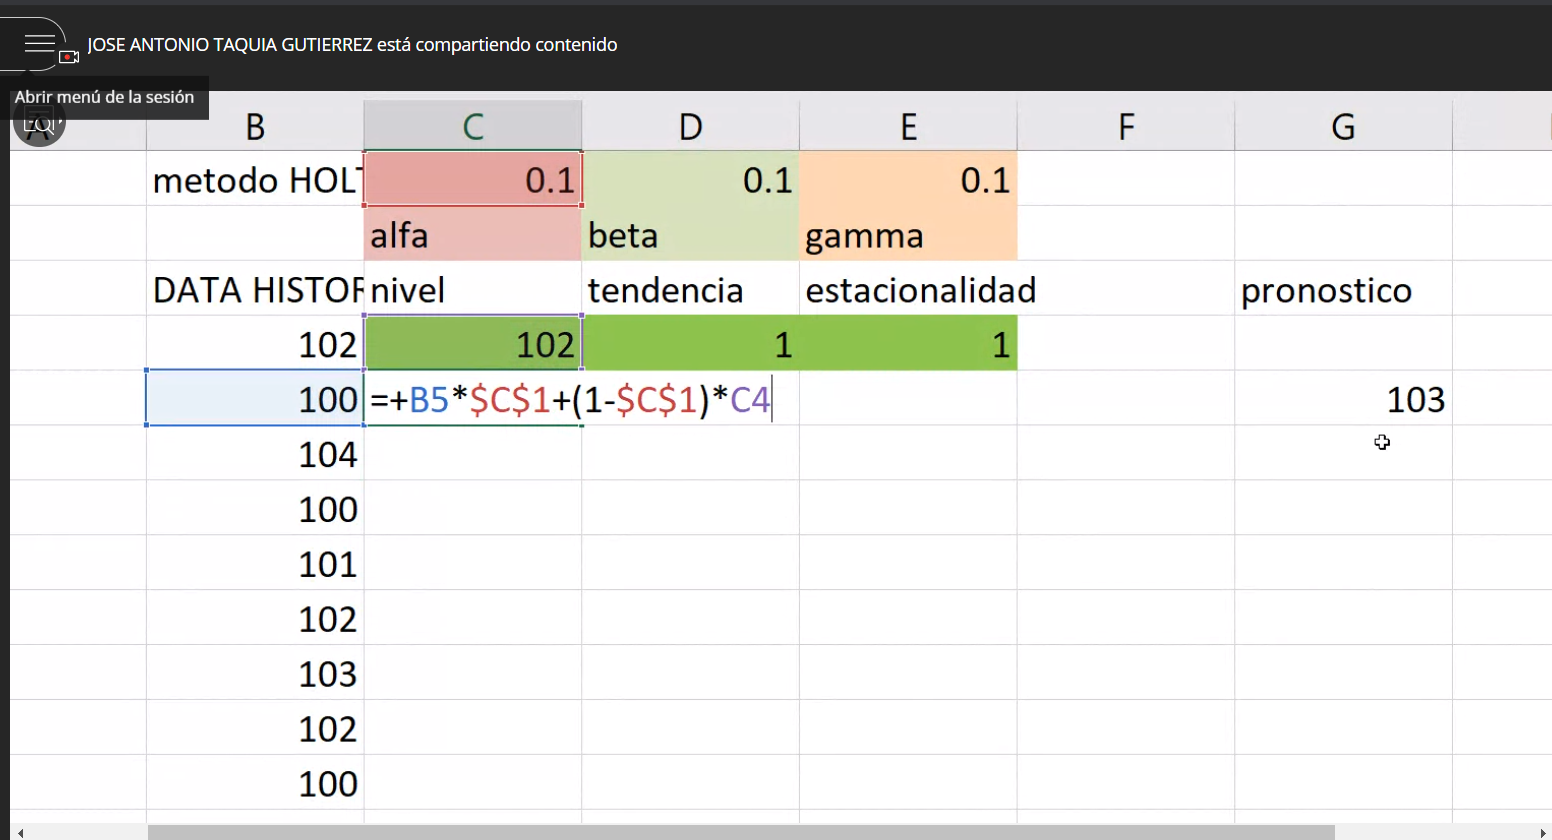 JOSE ANTONIO TAQUIA GUTIERREZ está compartiendo contenido
Abrir menú de la sesión
A B C D E F G
metodo HOLT 0.1 0.1 0.1
alfa beta gamma
DATA HISTOR nivel tendencia estacionalidad pronostico
102 102 1 1
100 =+B5*$C$1+(1-$C$1)*C4 103
104
100
101
102
103
102
100